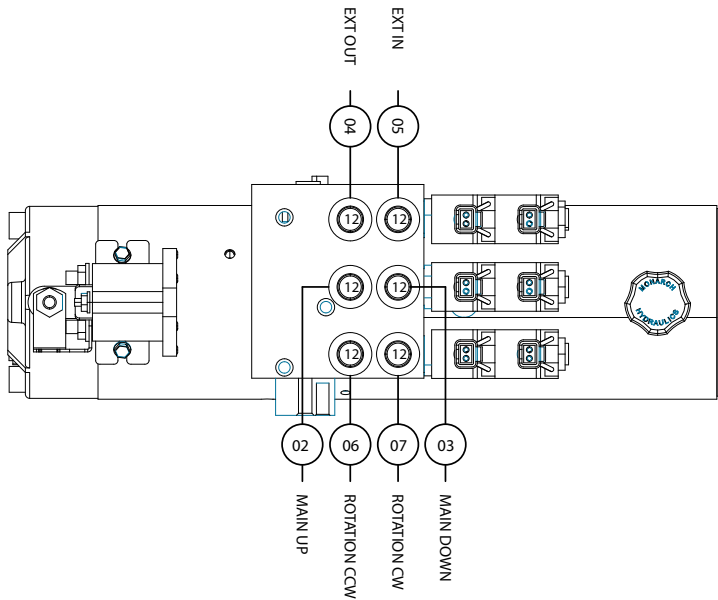 EXT OUT
EXT IN
04
05
12
12
12
12
12
12
MONARCH
HYDRAULICS
02
06
07
03
MAIN UP
ROTATION CCW
ROTATION CW
MAIN DOWN